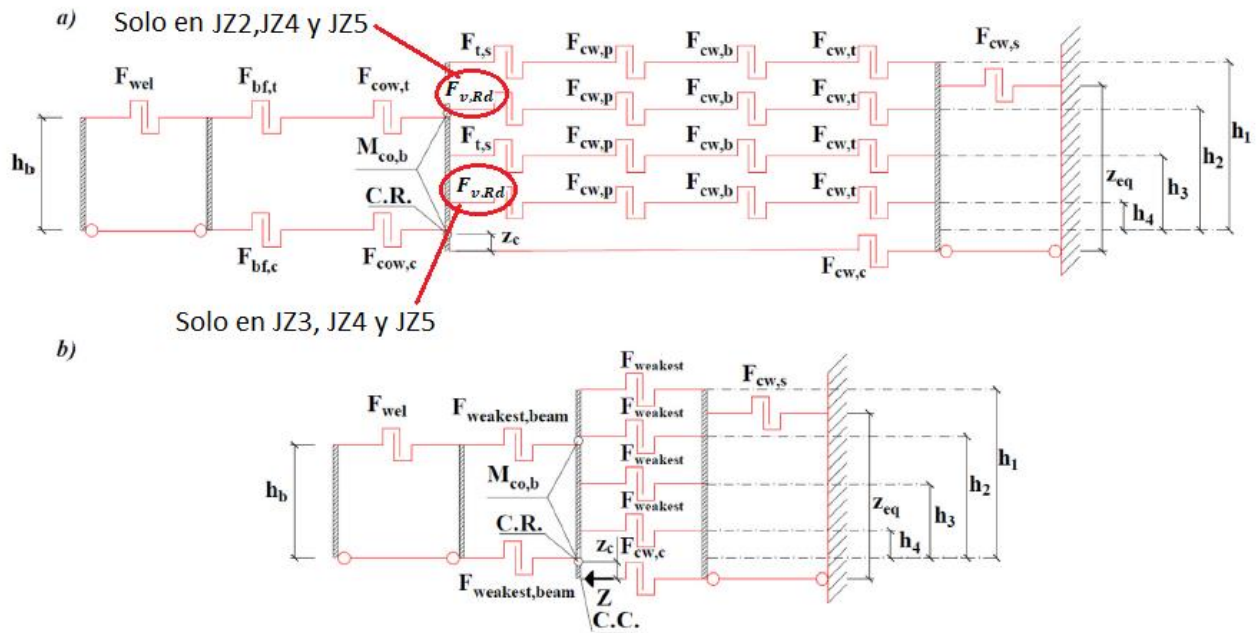 a)
Solo en JZ2,JZ4 y JZ5
F_wel
F_bf,t
F_cow,t
F_t,s
F_cw,p
F_cw,b
F_cw,t
F_cw,s
F_v,Rd
F_cw,p
F_cw,b
F_cw,t
M_co,b
F_t,s
F_cw,p
F_cw,b
F_cw,t
C.R.
F_v,Rd
F_cw,p
F_cw,b
F_cw,t
h_b
z_c
z_eq
h_4
h_3
h_2
h_1
F_bf,c
F_cow,c
F_cw,c
Solo en JZ3, JZ4 y JZ5
b)
F_wel
F_weakest,beam
F_weakest
F_weakest
F_weakest
F_weakest
F_cw,s
h_b
M_co,b
C.R.
z_c
F_cw,c
z_eq
h_4
h_3
h_2
h_1
F_weakest,beam
Z
C.C.